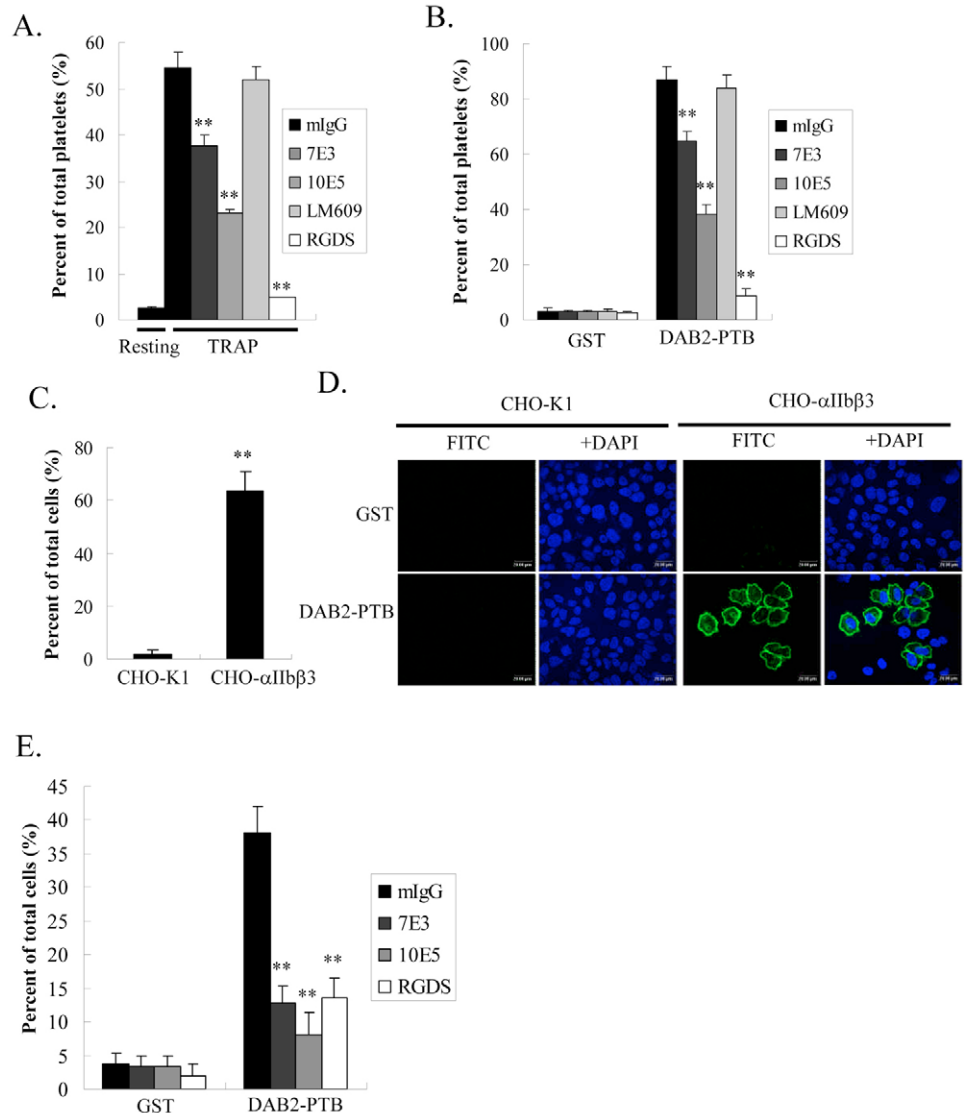 A.
Percent of total platelets (%)
60
50
40
30
20
10
0
**
**
**
mIgG
7E3
10E5
LM609
RGDS
Resting
TRAP
B.
Percent of total platelets (%)
100
80
60
40
20
0
**
**
**
mIgG
7E3
10E5
LM609
RGDS
GST
DAB2-PTB
C.
Percent of total cells (%)
80
60
40
60
0
**
CHO-K1
CHO-αIIbβ3
D.
CHO-K1
CHO-αIIbβ3
FITC
+DAPI
FITC
+DAPI
GST
DAB2-PTB
E.
Percent of total cells (%)
45
40
35
30
25
20
15
10
5
0
**
**
**
mIgG
7E3
10E5
RGDS
GST
DAB2-PTB